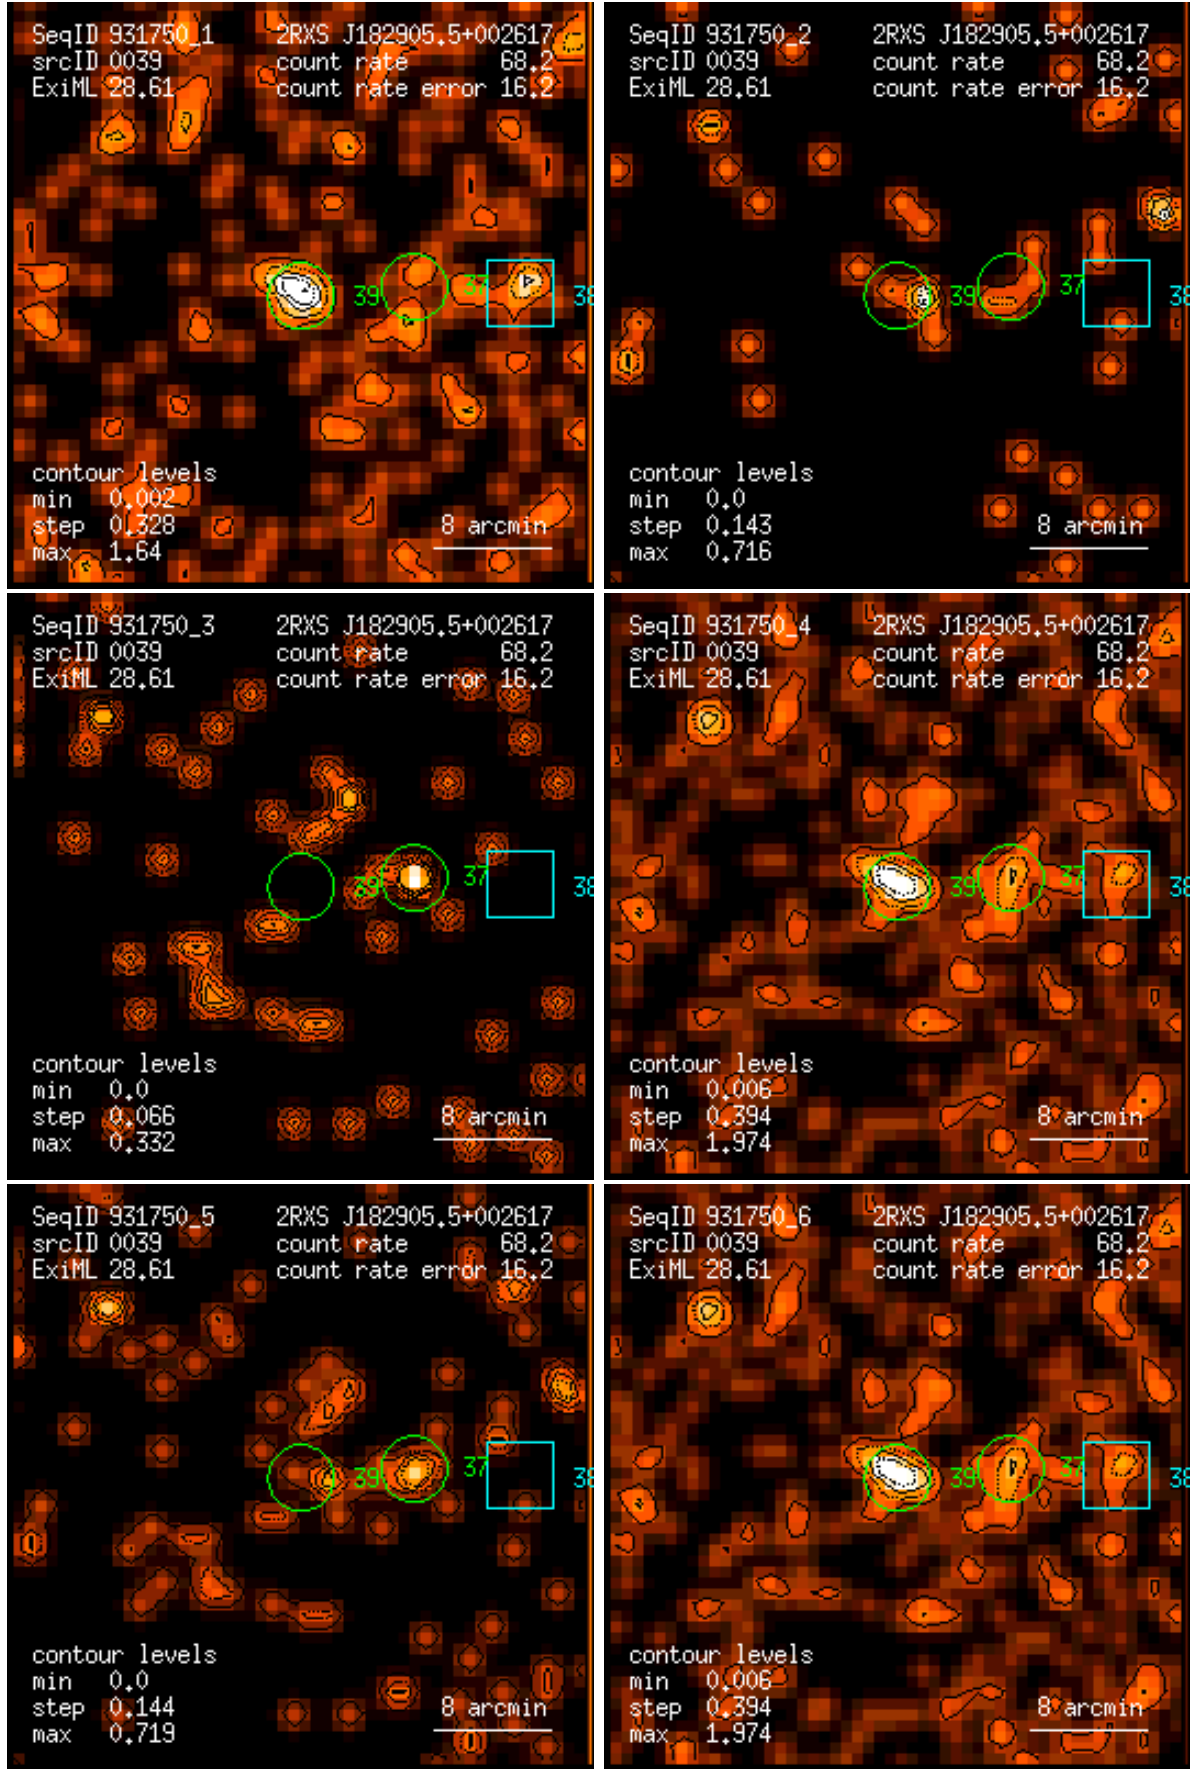 SeqID 931750_1 2RXS J182905.5+002617
srcID 0039 count rate 68.2
ExiML 28.61 count rate error 16.2
39 37 38
contour levels
min 0.002
step 0.328
max 1.64
8 arcmin
SeqID 931750_2 2RXS J182905.5+002617
srcID 0039 count rate 68.2
ExiML 28.61 count rate error 16.2
39 37 38
contour levels
min 0.0
step 0.143
max 0.716
8 arcmin
SeqID 931750_3 2RXS J182905.5+002617
srcID 0039 count rate 68.2
ExiML 28.61 count rate error 16.2
39 37 38
contour levels
min 0.0
step 0.066
max 0.332
8 arcmin
SeqID 931750_4 2RXS J182905.5+002617
srcID 0039 count rate 68.2
ExiML 28.61 count rate error 16.2
39 37 38
contour levels
min 0.006
step 0.394
max 1.974
8 arcmin
SeqID 931750_5 2RXS J182905.5+002617
srcID 0039 count rate 68.2
ExiML 28.61 count rate error 16.2
39 37 38
contour levels
min 0.0
step 0.144
max 0.719
8 arcmin
SeqID 931750_6 2RXS J182905.5+002617
srcID 0039 count rate 68.2
ExiML 28.61 count rate error 16.2
39 37 38
contour levels
min 0.006
step 0.394
max 1.974
8 arcmin